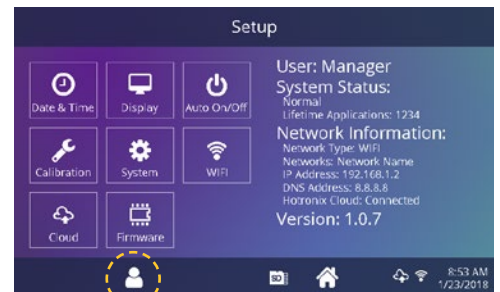 Setup
Date & Time
Display
Auto On/Off
Calibration
System
WIFI
Cloud
Firmware
User: Manager
System Status:
Normal
Lifetime Applications: 1234
Network Information:
Network Type: WIFI
Networks: Network Name
IP Address: 192.168.1.2
DNS Address: 8.8.8.8
Hotronix Cloud: Connected
Version: 1.0.7
SD
8:53 AM
1/23/2018